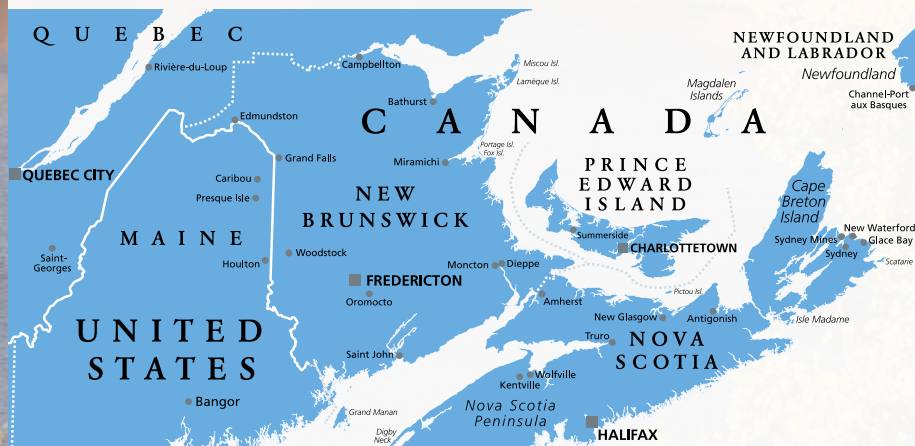 QUEBEC
NEWFOUNDLAND
AND LABRADOR
Newfoundland
Channel-Port
aux Basques
Rivière-du-Loup
Campbellton
Miscou Isl.
Lamèque Isl.
Magdalen
Islands
Bathurst
CANADA
Edmundston
Portage Isl.
Fox Isl.
Grand Falls
Miramichi
PRINCE
EDWARD
ISLAND
QUEBEC CITY
Caribou
Presque Isle
NEW
BRUNSWICK
Cape
Breton
Island
Summerside
CHARLOTTETOWN
New Waterford
Sydney Mines
Glace Bay
Sydney
Scatarie
MAINE
Saint-
Georges
Houlton
Woodstock
Moncton
Dieppe
FREDERICTON
Oromocto
Amherst
Pictou Isl.
New Glasgow
Antigonish
Isle Madame
UNITED
STATES
Saint John
Truro
NOVA
SCOTIA
Wolfville
Kentville
Bangor
Grand Manan
Digby
Neck
Nova Scotia
Peninsula
HALIFAX